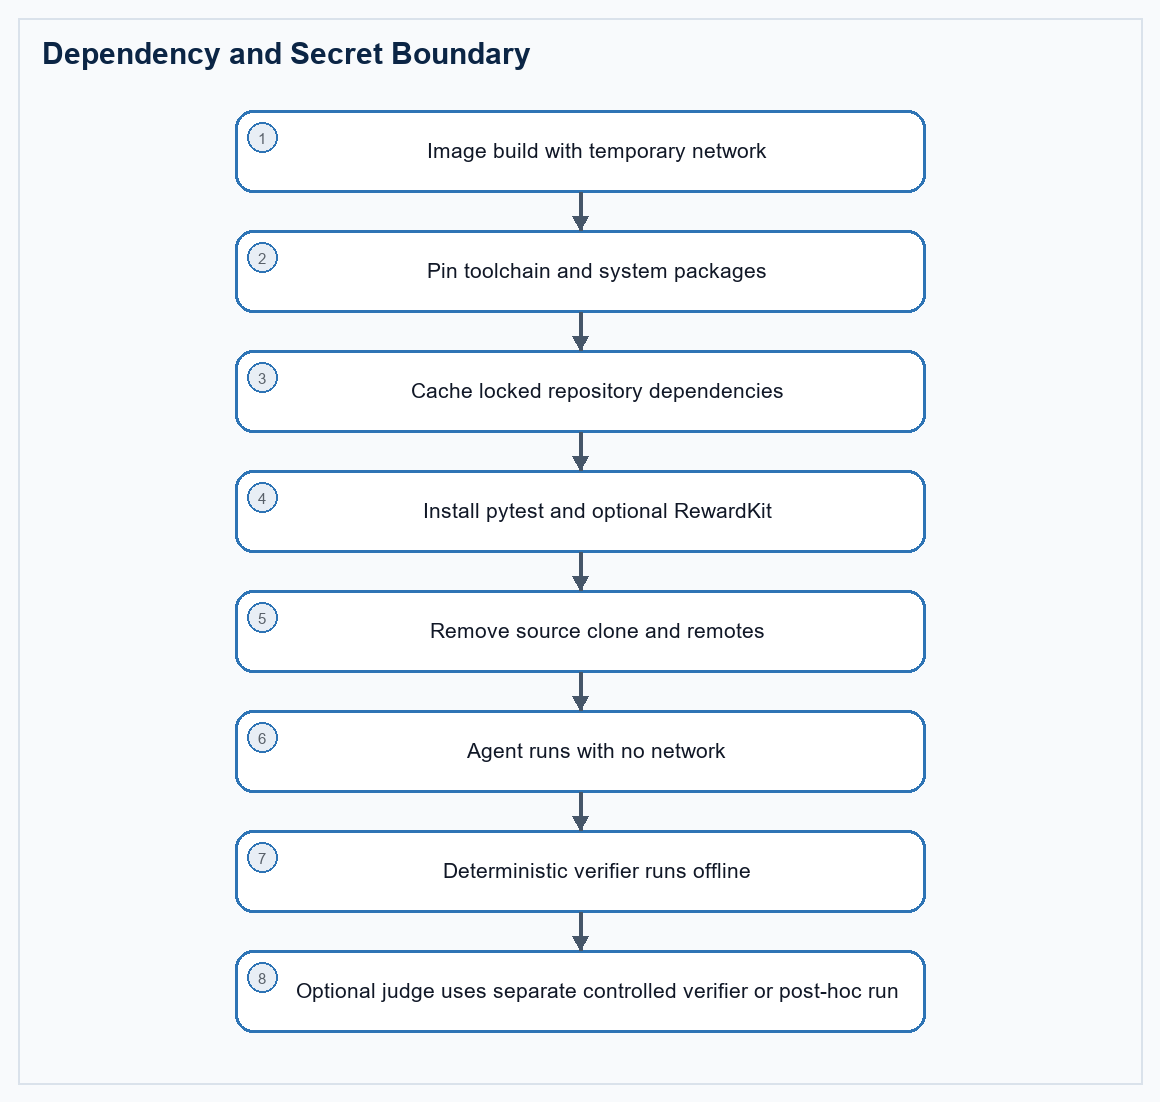 Dependency and Secret Boundary
1
Image build with temporary network
2
Pin toolchain and system packages
3
Cache locked repository dependencies
4
Install pytest and optional RewardKit
5
Remove source clone and remotes
6
Agent runs with no network
7
Deterministic verifier runs offline
8
Optional judge uses separate controlled verifier or post-hoc run